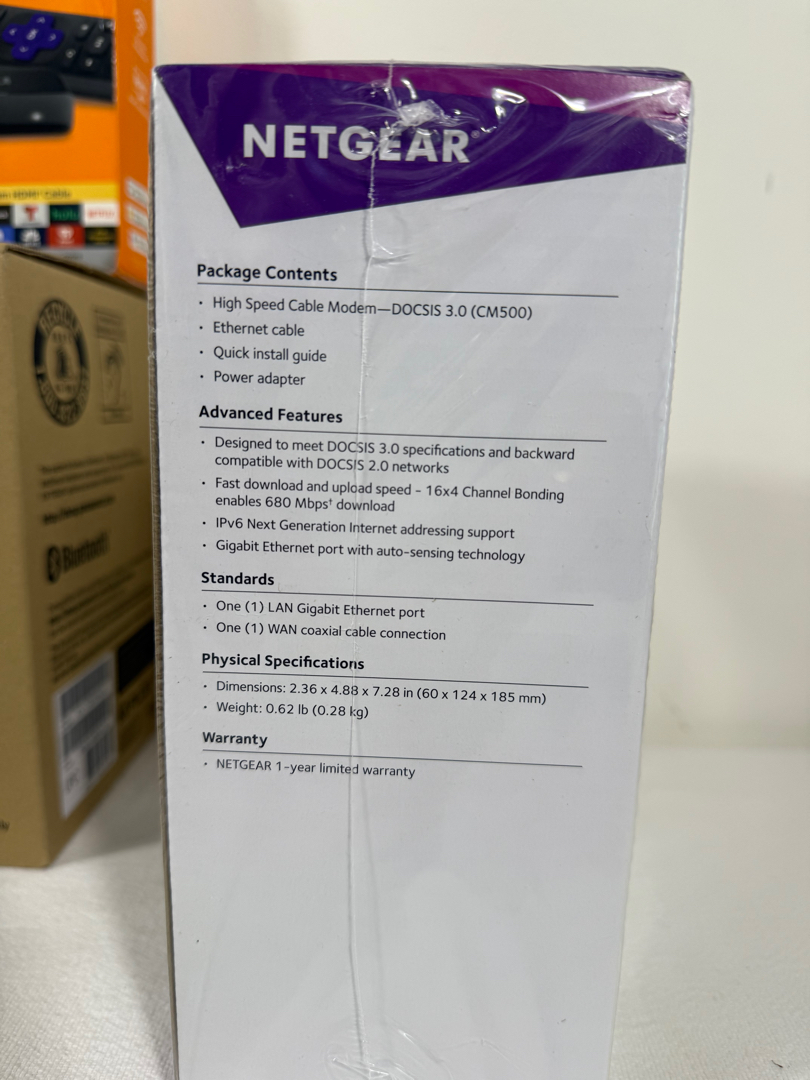 NETGEAR®
Package Contents
• High Speed Cable Modem—DOCSIS 3.0 (CM500)
• Ethernet cable
• Quick install guide
• Power adapter
Advanced Features
• Designed to meet DOCSIS 3.0 specifications and backward
compatible with DOCSIS 2.0 networks
• Fast download and upload speed – 16x4 Channel Bonding
enables 680 Mbps† download
• IPv6 Next Generation Internet addressing support
• Gigabit Ethernet port with auto-sensing technology
Standards
• One (1) LAN Gigabit Ethernet port
• One (1) WAN coaxial cable connection
Physical Specifications
• Dimensions: 2.36 x 4.88 x 7.28 in (60 x 124 x 185 mm)
• Weight: 0.62 lb (0.28 kg)
Warranty
• NETGEAR 1-year limited warranty
HDMI Cable
hulu
Bluetooth